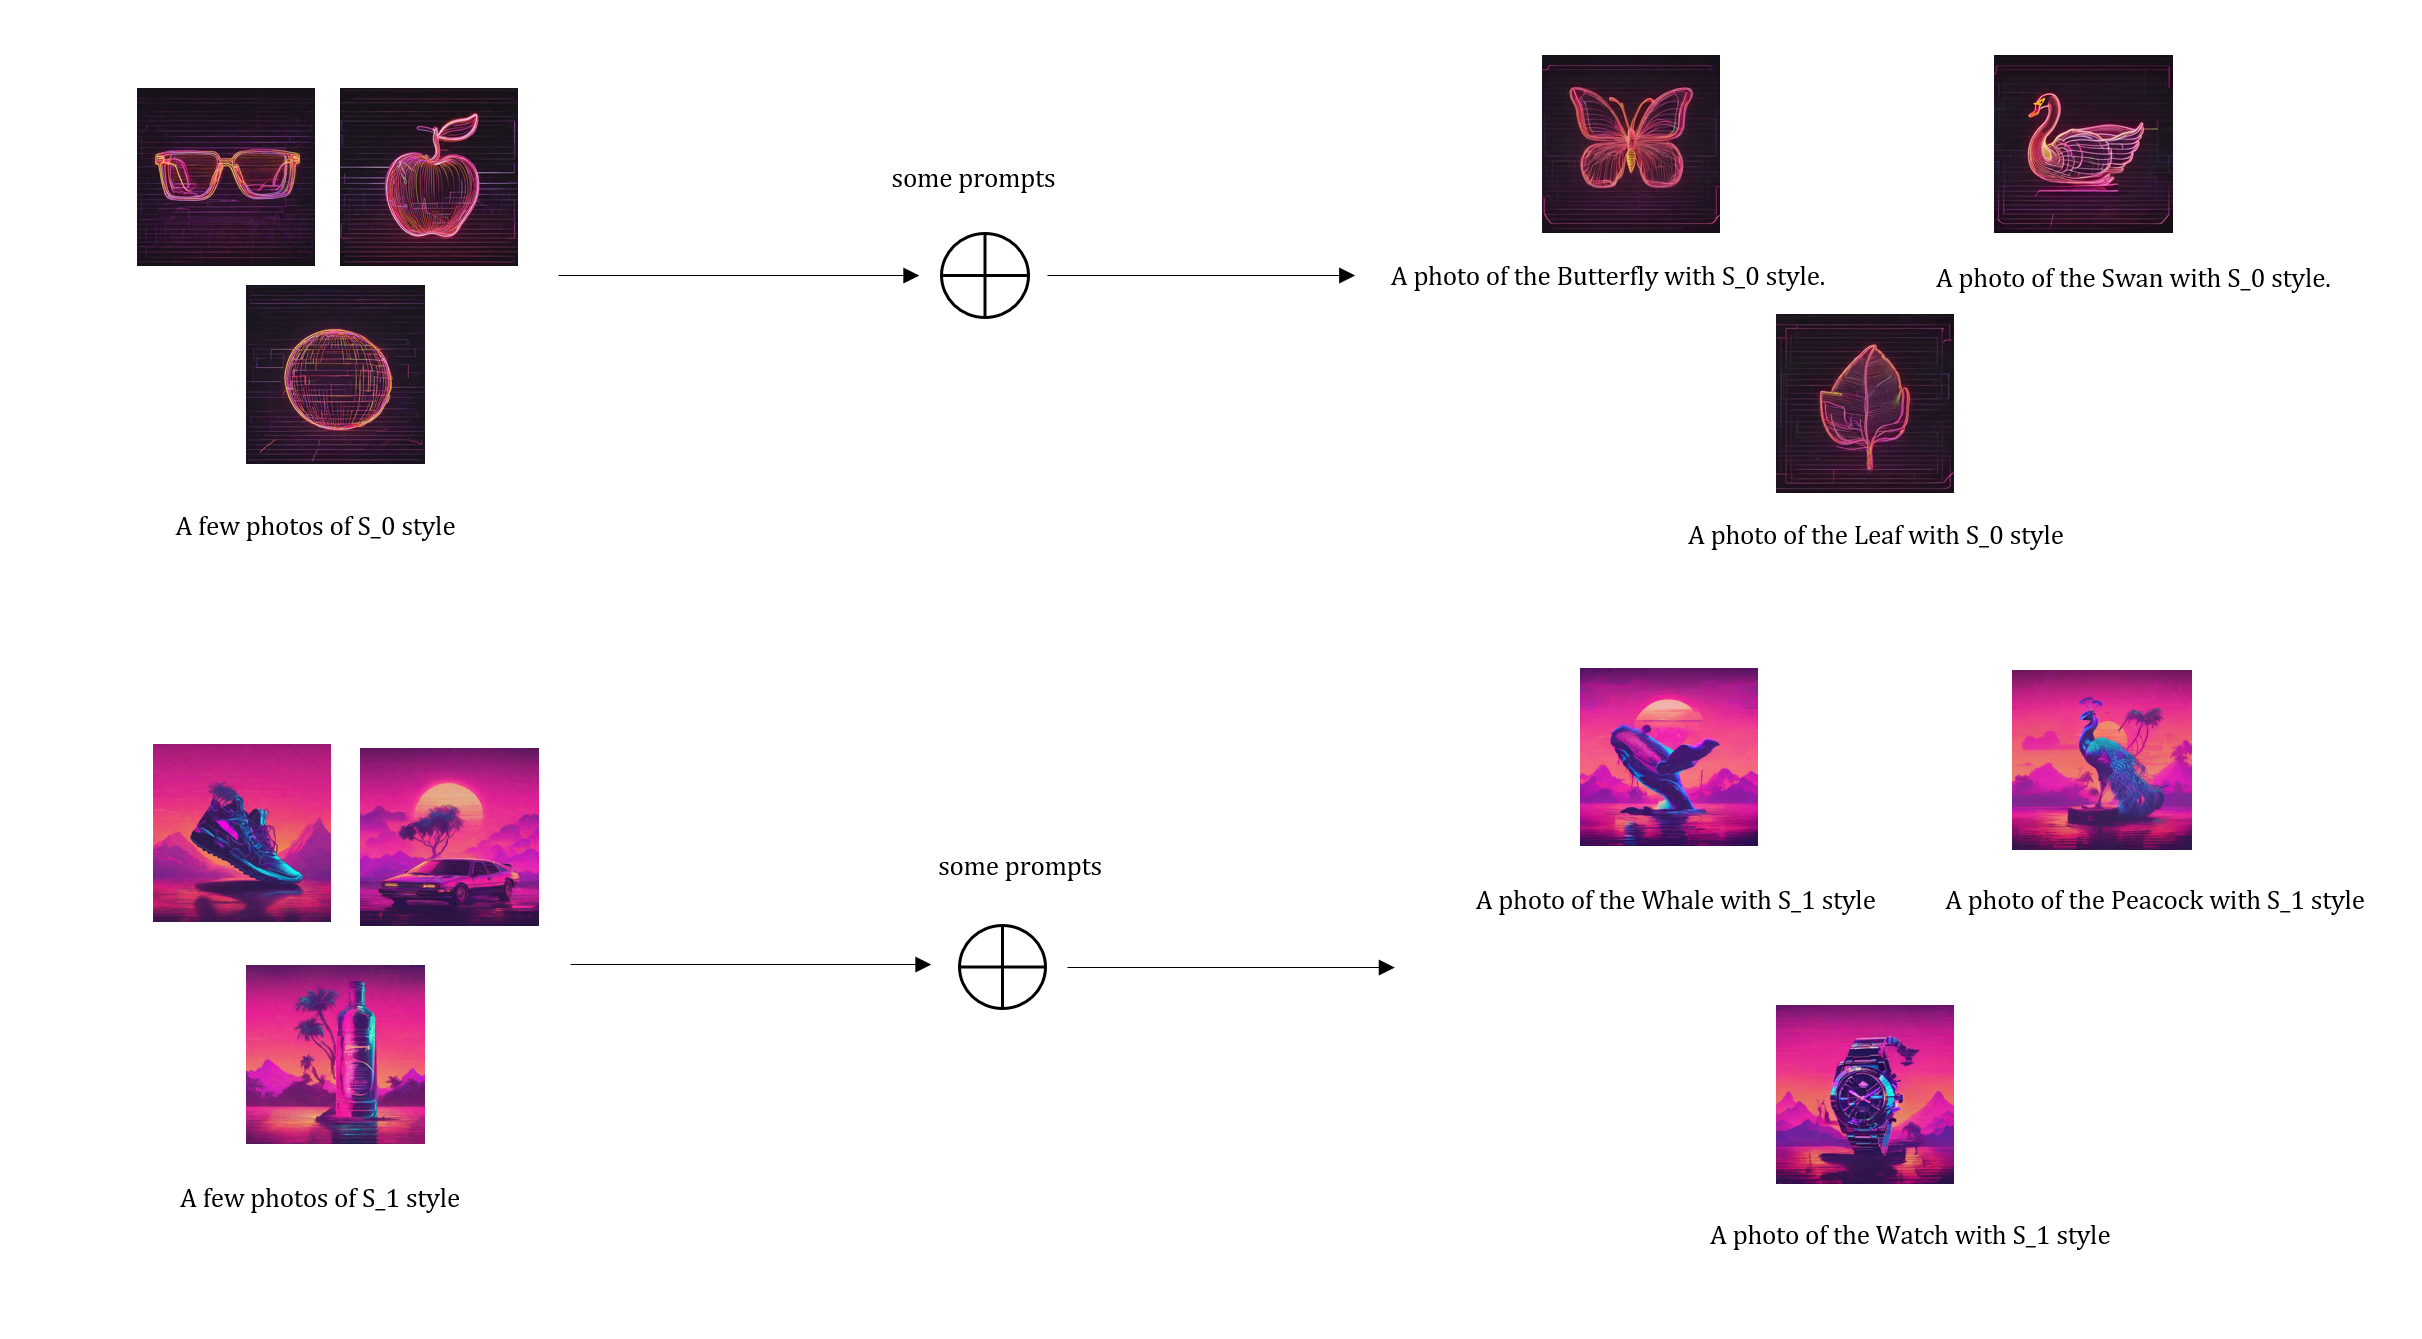 some prompts
A photo of the Butterfly with S_0 style.
A photo of the Swan with S_0 style.
A few photos of S_0 style
A photo of the Leaf with S_0 style
some prompts
A photo of the Whale with S_1 style
A photo of the Peacock with S_1 style
A few photos of S_1 style
A photo of the Watch with S_1 style